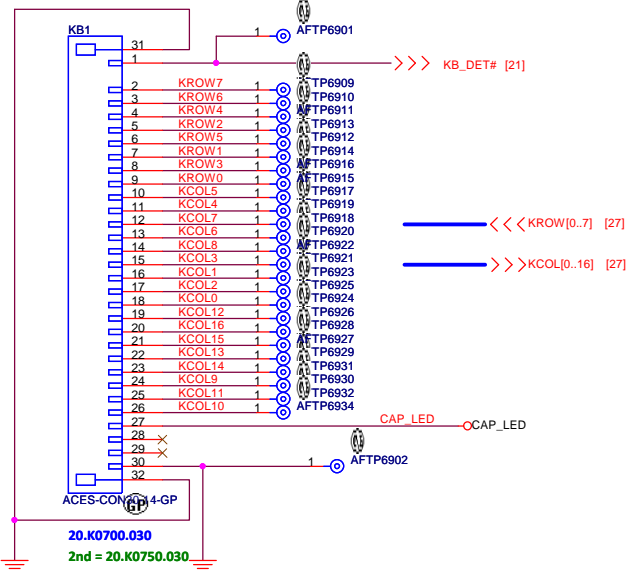 KB1
31
1 AFTP6901
1
KB_DET# [21]
2 KROW7 1 TP6909
3 KROW6 1 TP6910
4 KROW4 1 AFTP6911
5 KROW2 1 TP6913
6 KROW5 1 TP6912
7 KROW1 1 TP6914
8 KROW3 1 AFTP6916
9 KROW0 1 AFTP6915
10 KCOL5 1 TP6917
11 KCOL4 1 TP6919
12 KCOL7 1 TP6918
13 KCOL6 1 TP6920
14 KCOL8 1 AFTP6922
15 KCOL3 1 TP6921
16 KCOL1 1 TP6923
17 KCOL2 1 TP6925
18 KCOL0 1 TP6924
19 KCOL12 1 TP6926
20 KCOL16 1 TP6928
21 KCOL15 1 AFTP6927
22 KCOL13 1 TP6929
23 KCOL14 1 TP6931
24 KCOL9 1 TP6930
25 KCOL11 1 TP6932
26 KCOL10 1 AFTP6934
KROW[0..7] [27]
KCOL[0..16] [27]
27 CAP_LED CAP_LED
28
29
30 1 AFTP6902
32
ACES-CON30-14-GP
GP
20.K0700.030
2nd = 20.K0750.030